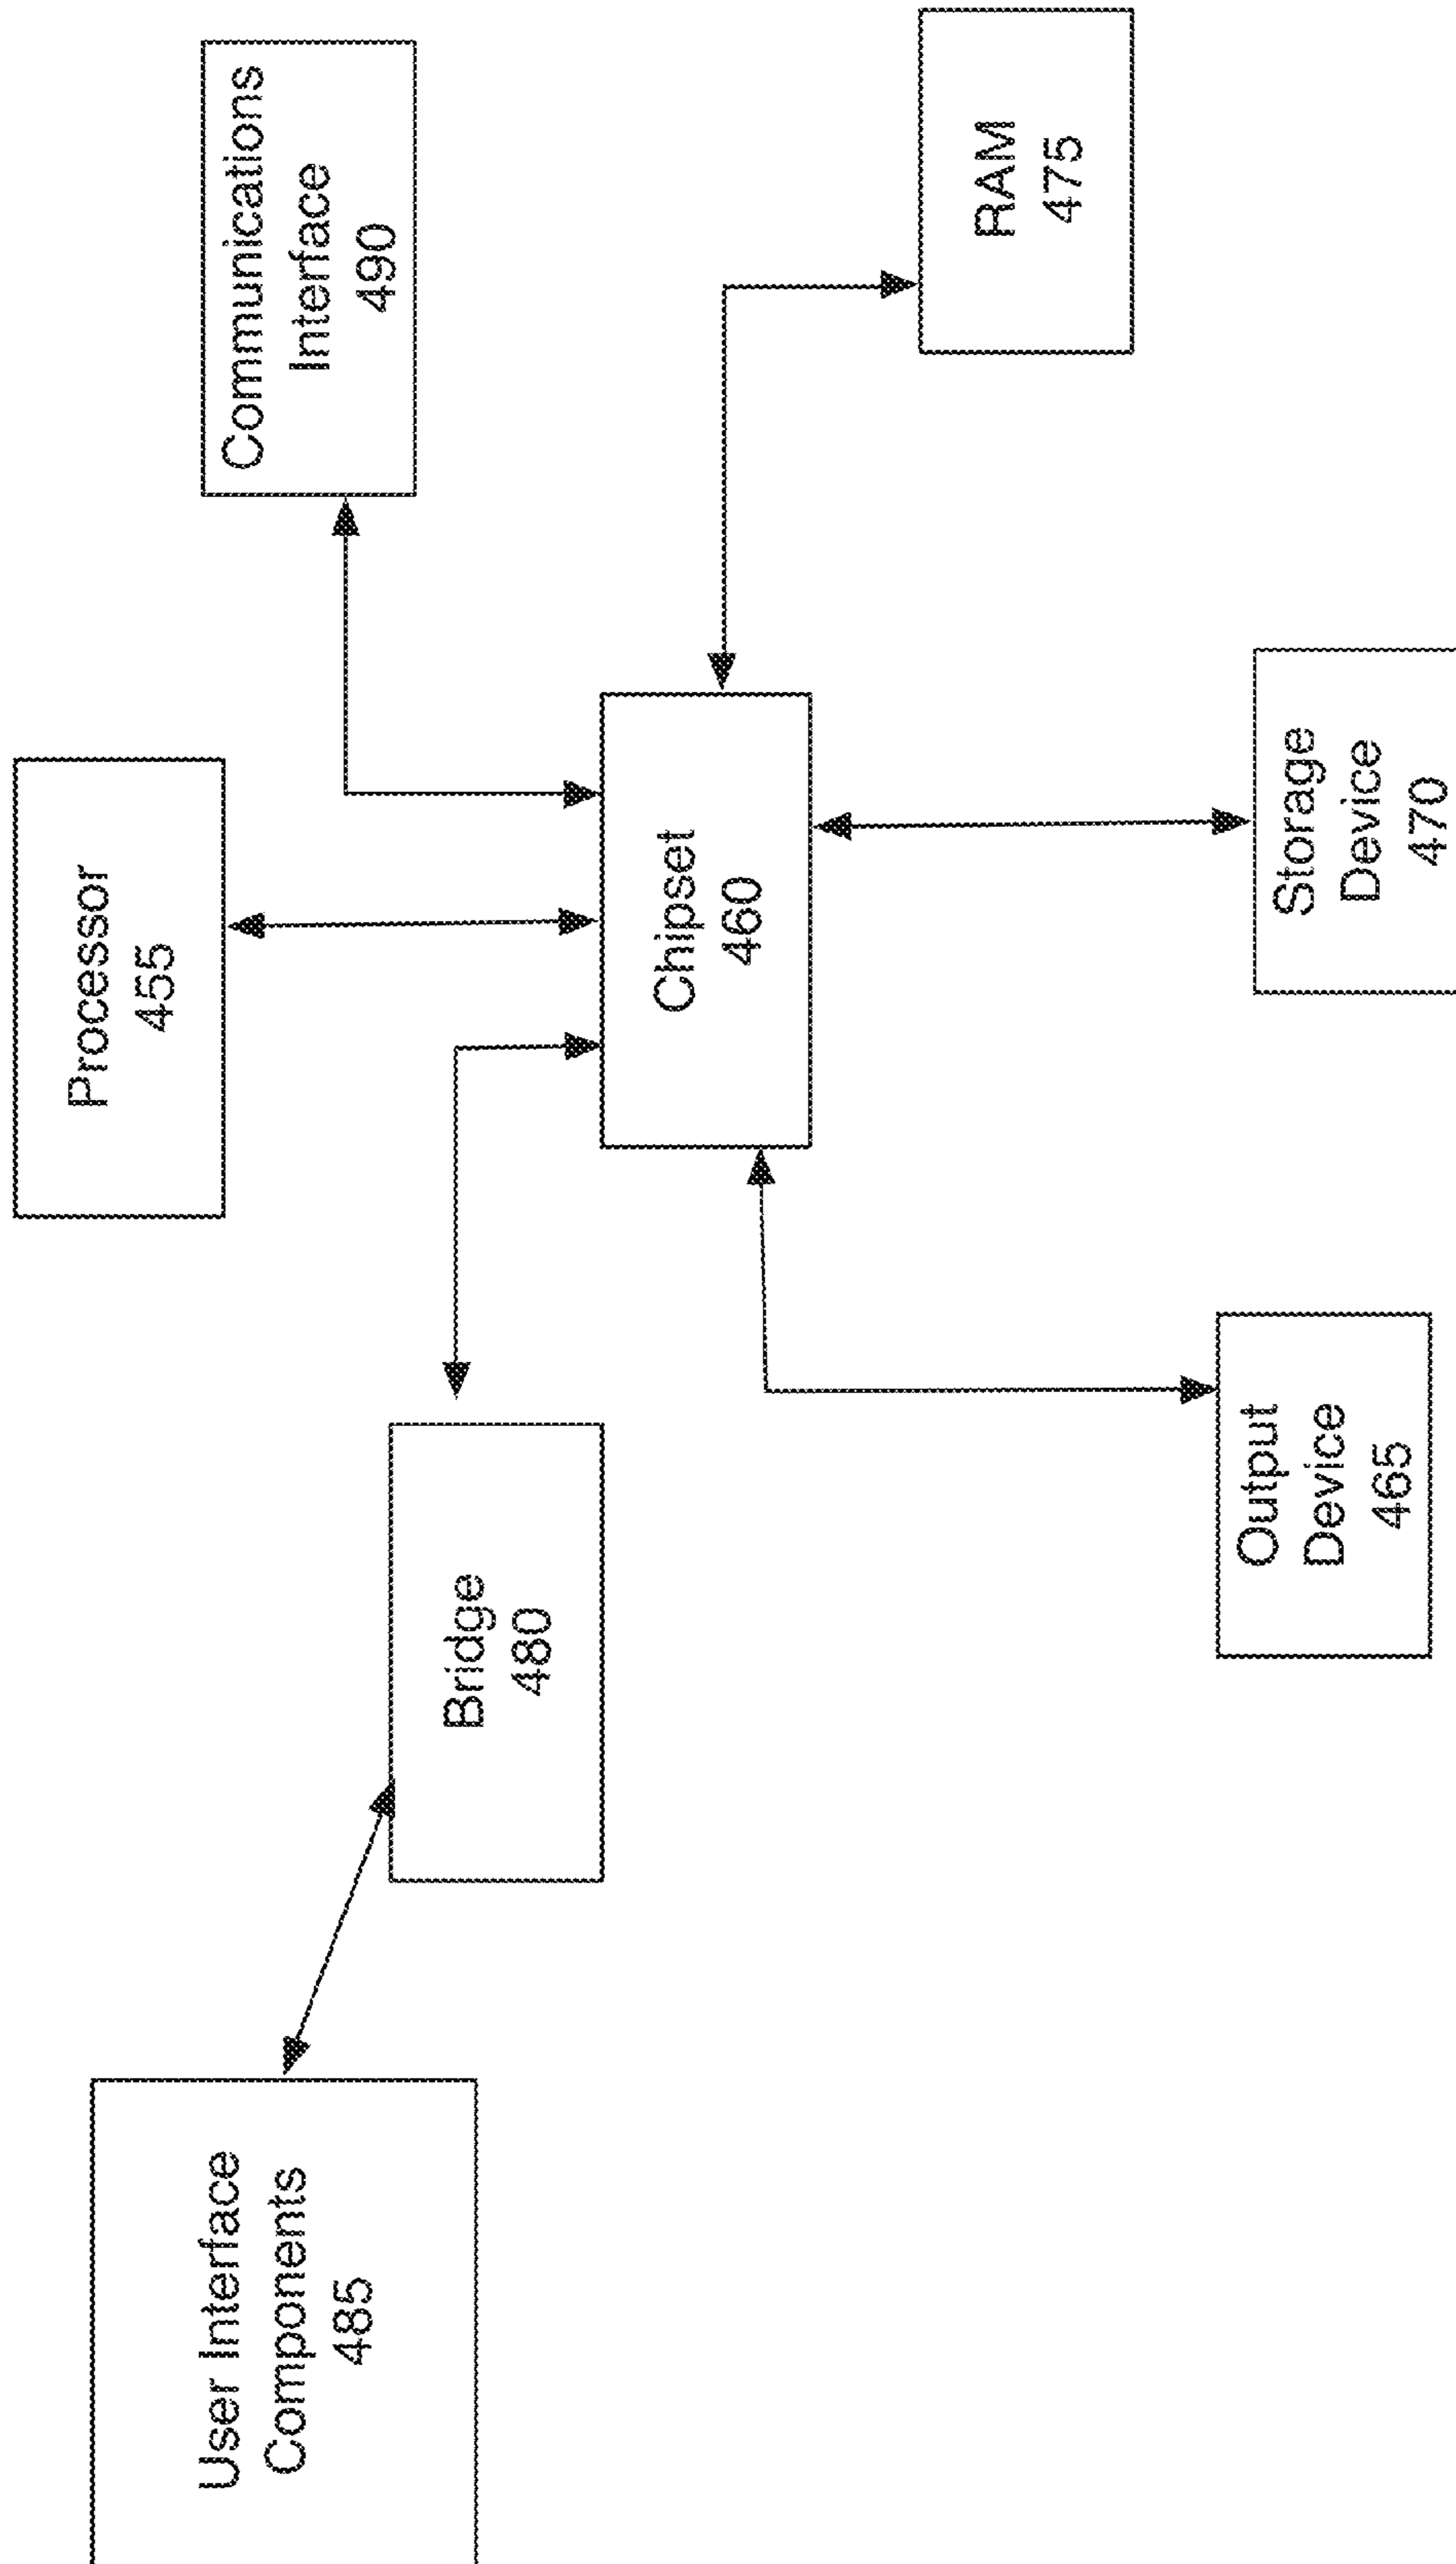 Processor
455
Communications
Interface
490
User Interface
Components
485
Bridge
480
Chipset
460
RAM
475
Output
Device
465
Storage
Device
470